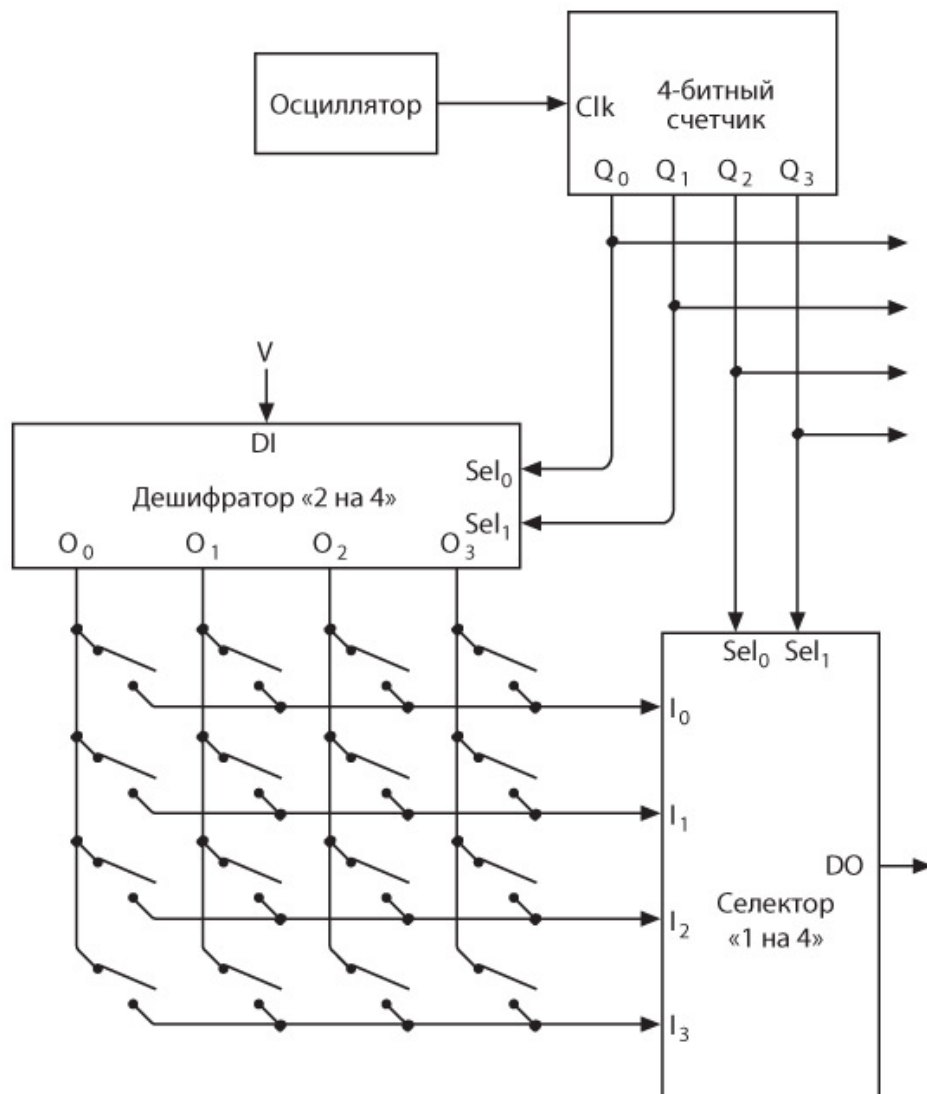 Осциллятор
Clk
4-битный
счетчик
Q0 Q1 Q2 Q3
V
DI
Sel0
Дешифратор «2 на 4»
Sel1
O0 O1 O2 O3
Sel0 Sel1
I0
I1
DO
Селектор
«1 на 4»
I2
I3